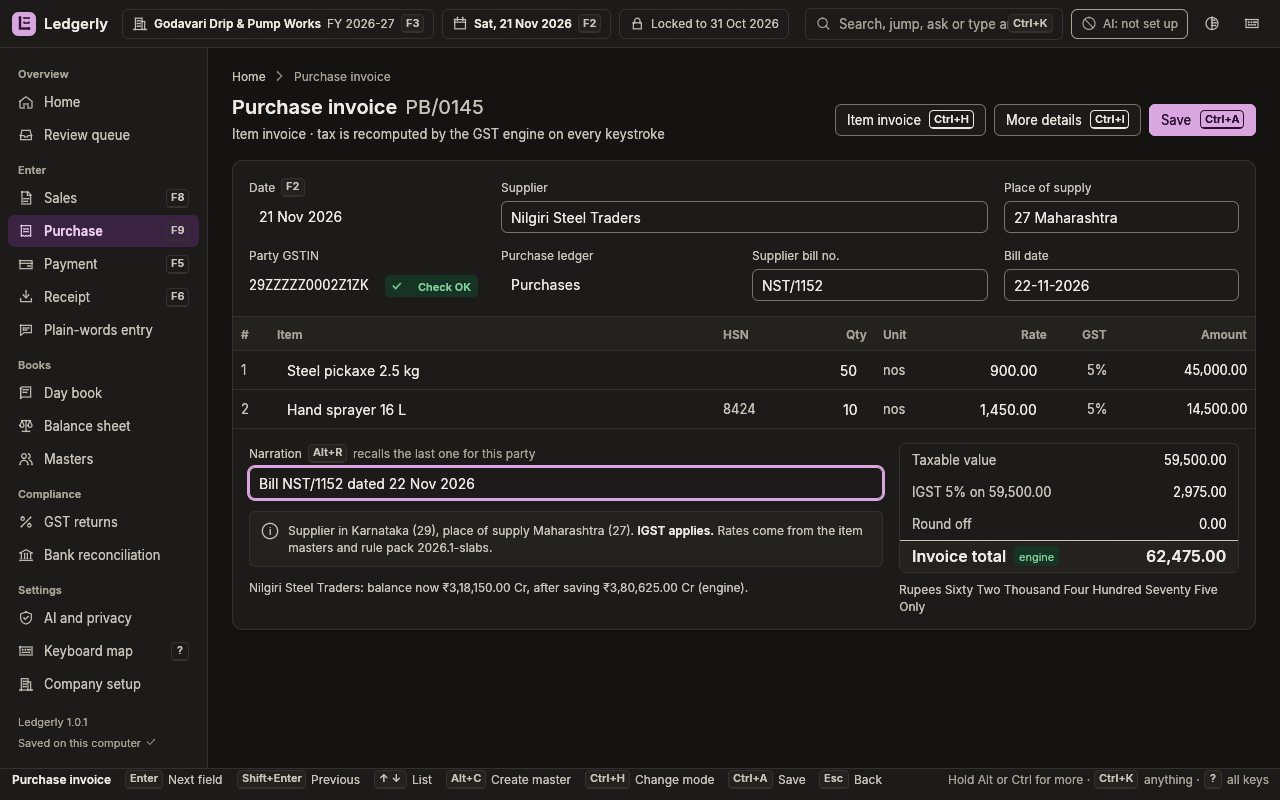 Ledgerly
Godavari Drip & Pump Works FY 2026-27 F3
Sat, 21 Nov 2026 F2
Locked to 31 Oct 2026
Search, jump, ask or type a Ctrl+K
AI: not set up
Overview
Home
Review queue
Enter
Sales F8
Purchase F9
Payment F5
Receipt F6
Plain-words entry
Books
Day book
Balance sheet
Masters
Compliance
GST returns
Bank reconciliation
Settings
AI and privacy
Keyboard map ?
Company setup
Ledgerly 1.0.1
Saved on this computer
Home Purchase invoice
Purchase invoice PB/0145
Item invoice · tax is recomputed by the GST engine on every keystroke
Item invoice Ctrl+H
More details Ctrl+I
Save Ctrl+A
Date F2 Supplier Place of supply
21 Nov 2026 Nilgiri Steel Traders 27 Maharashtra
Party GSTIN Purchase ledger Supplier bill no. Bill date
29ZZZZZ0002Z1ZK Check OK Purchases NST/1152 22-11-2026
# Item HSN Qty Unit Rate GST Amount
1 Steel pickaxe 2.5 kg 50 nos 900.00 5% 45,000.00
2 Hand sprayer 16 L 8424 10 nos 1,450.00 5% 14,500.00
Narration Alt+R recalls the last one for this party
Bill NST/1152 dated 22 Nov 2026
Supplier in Karnataka (29), place of supply Maharashtra (27). IGST applies. Rates come from the item
masters and rule pack 2026.1-slabs.
Nilgiri Steel Traders: balance now ₹3,18,150.00 Cr, after saving ₹3,80,625.00 Cr (engine).
Taxable value 59,500.00
IGST 5% on 59,500.00 2,975.00
Round off 0.00
Invoice total engine 62,475.00
Rupees Sixty Two Thousand Four Hundred Seventy Five
Only
Purchase invoice Enter Next field Shift+Enter Previous ↑ ↓ List Alt+C Create master Ctrl+H Change mode Ctrl+A Save Esc Back Hold Alt or Ctrl for more · Ctrl+K anything · ? all keys